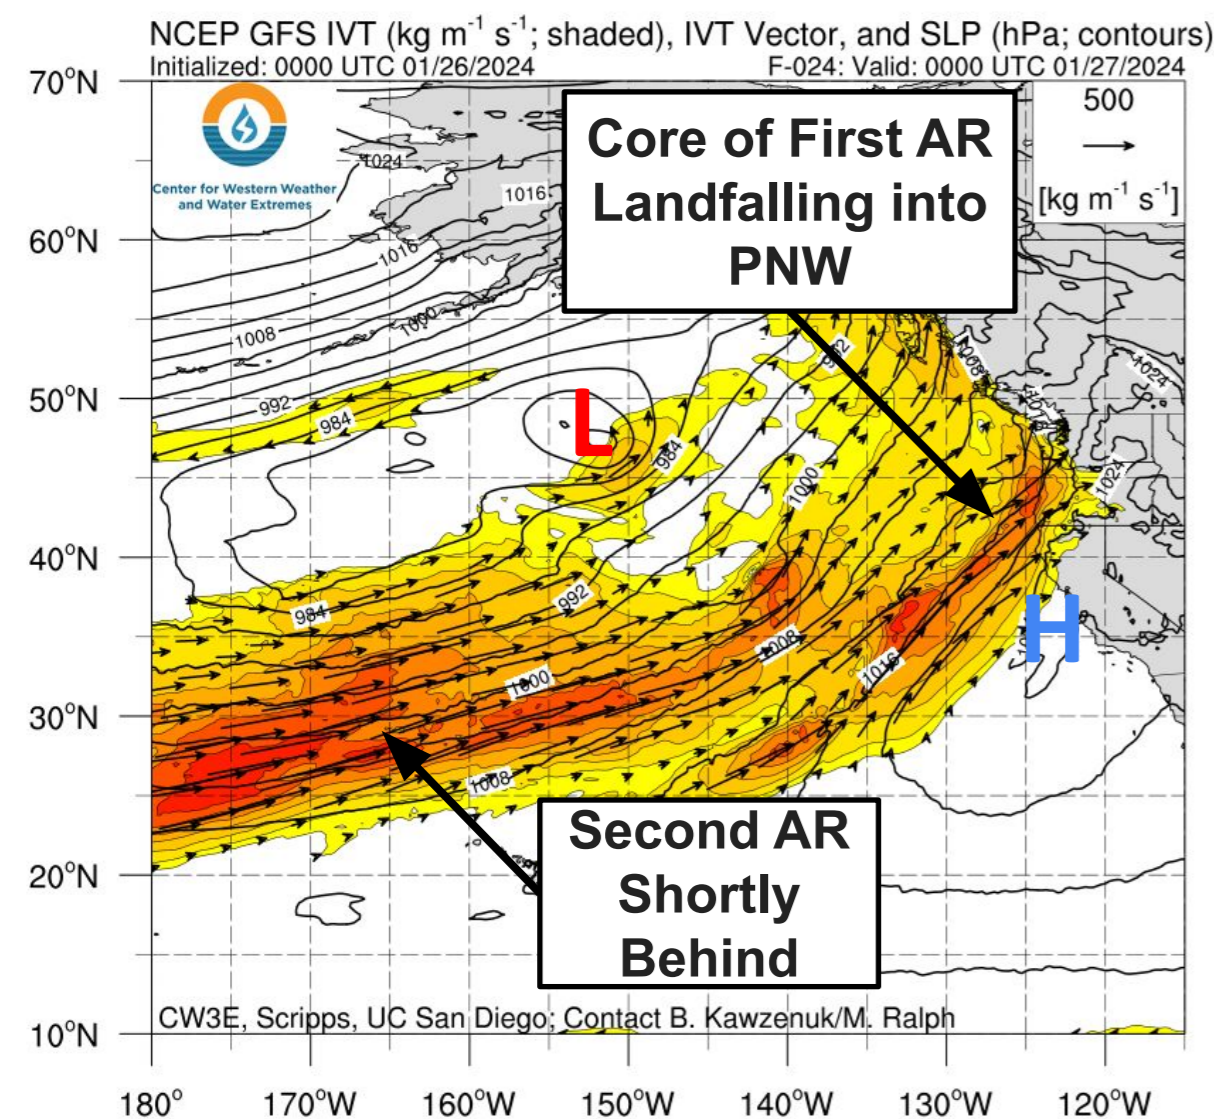 NCEP GFS IVT (kg m⁻¹ s⁻¹; shaded), IVT Vector, and SLP (hPa; contours)
Initialized: 0000 UTC 01/26/2024
F-024: Valid: 0000 UTC 01/27/2024
70°N
60°N
50°N
40°N
30°N
20°N
10°N
Center for Western Weather
and Water Extremes
500
[kg m⁻¹ s⁻¹]
Core of First AR
Landfalling into
PNW
1024
1016
1016
1008
1000
992
984
992
1008
1024
L
984
1000
1024
984
992
1008
1016
H
1000
1008
Second AR
Shortly
Behind
CW3E, Scripps, UC San Diego; Contact B. Kawzenuk/M. Ralph
180°
170°W
160°W
150°W
140°W
130°W
120°W